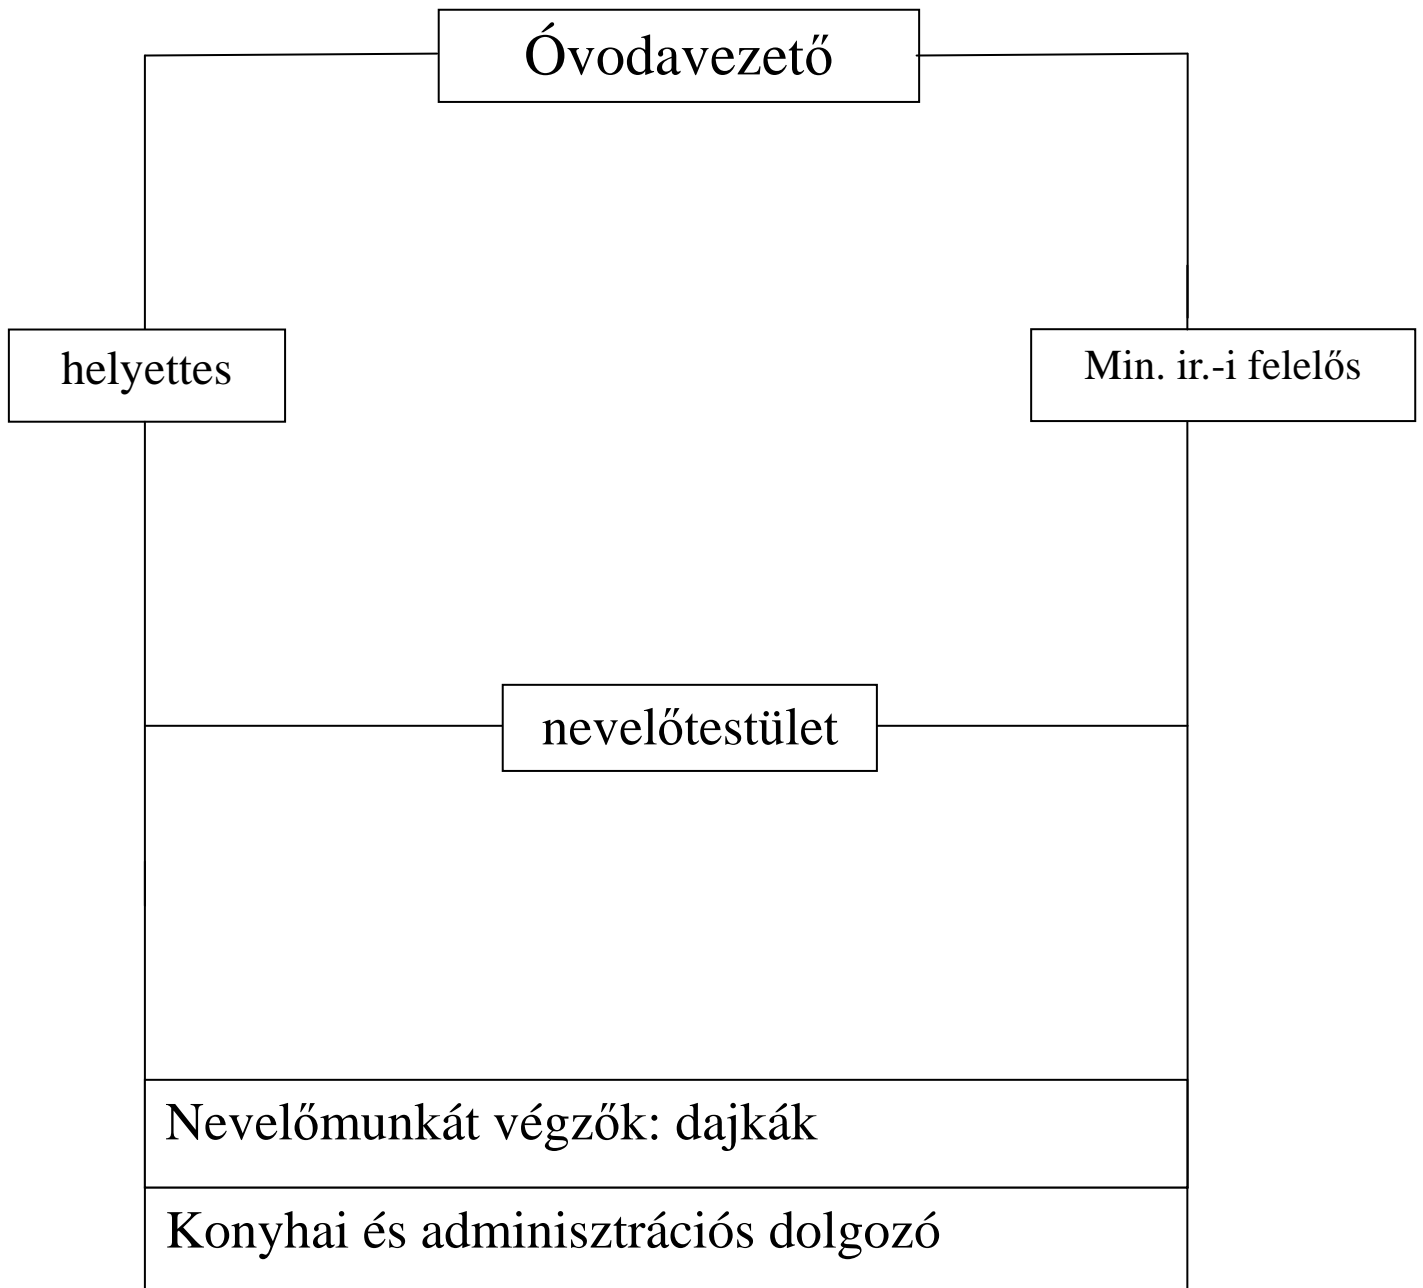 Óvodavezető
helyettes
Min. ir.-i felelős
nevelőtestület
Nevelőmunkát végzők: dajkák
Konyhai és adminisztrációs dolgozó